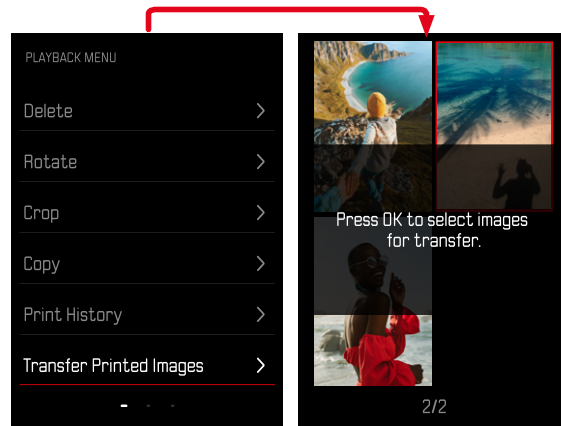 PLAYBACK MENU
Delete
Rotate
Crop
Copy
Print History
Transfer Printed Images
Press OK to select images
for transfer.
2/2